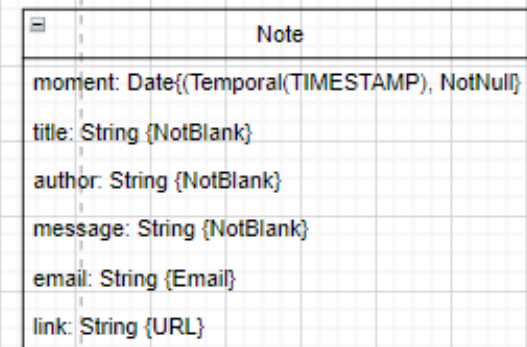 Note
moment: Date{(Temporal(TIMESTAMP), NotNull}
title: String {NotBlank}
author: String {NotBlank}
message: String {NotBlank}
email: String {Email}
link: String {URL}